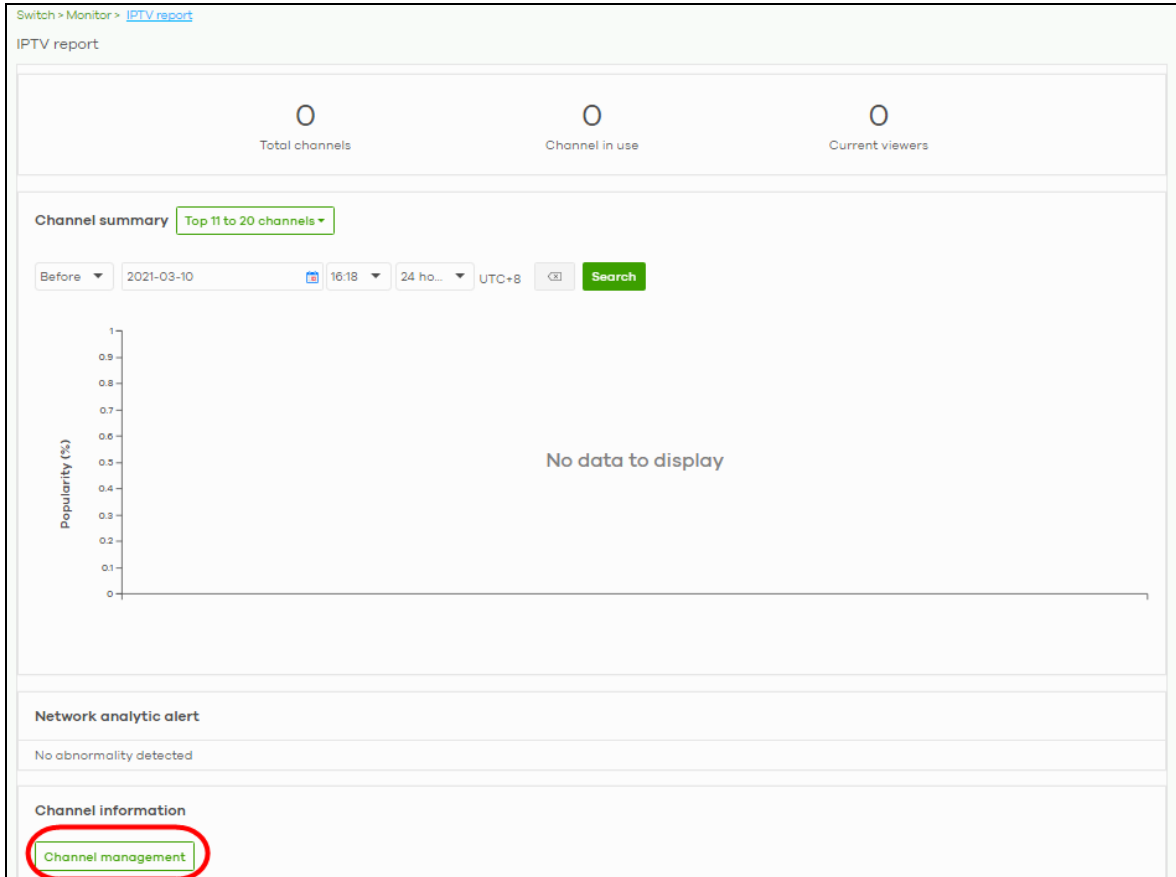 Switch > Monitor > IPTV report
IPTV report
0 0 0
Total channels Channel in use Current viewers
Channel summary Top 11 to 20 channels
Before 2021-03-10 16:18 24 ho... UTC+8 Search
1
0.9
0.8
0.7
0.6
0.5
0.4
0.3
0.2
0.1
0
Popularity (%)
No data to display
Network analytic alert
No abnormality detected
Channel information
Channel management